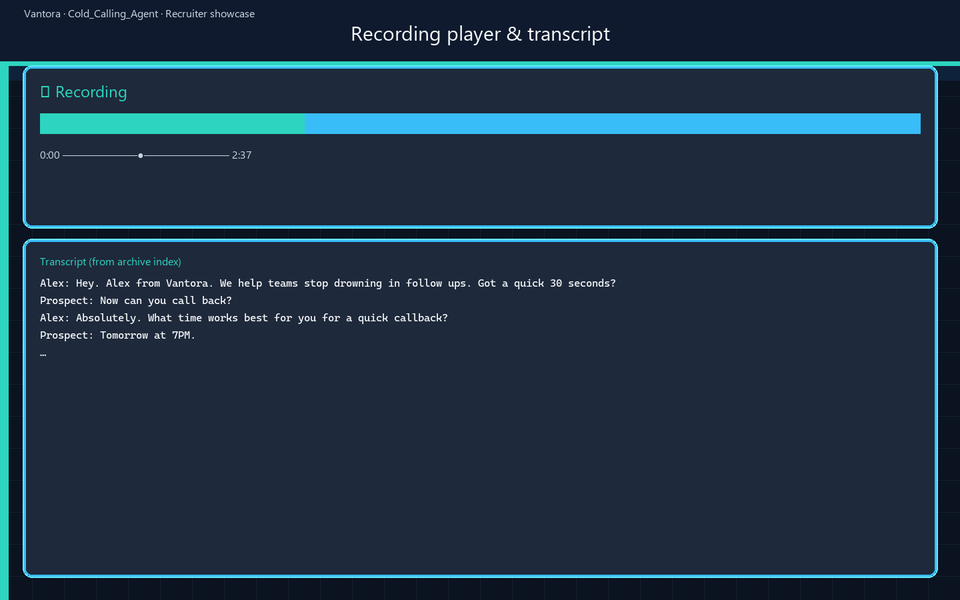 Vantora · Cold_Calling_Agent · Recruiter showcase
Recording player & transcript
Recording
0:00 2:37
Transcript (from archive index)
Alex: Hey. Alex from Vantora. We help teams stop drowning in follow ups. Got a quick 30 seconds?
Prospect: Now can you call back?
Alex: Absolutely. What time works best for you for a quick callback?
Prospect: Tomorrow at 7PM.
…